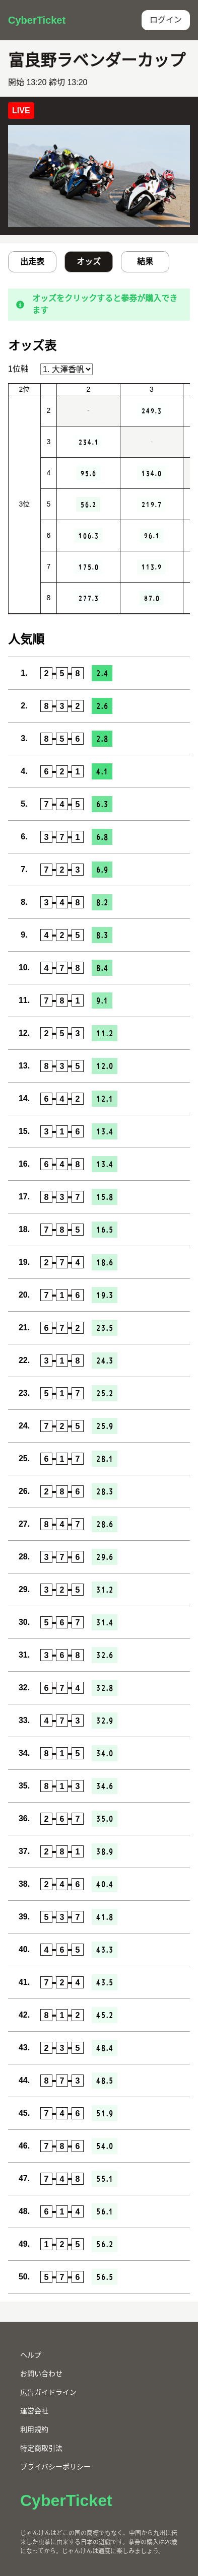 CyberTicket
ログイン
富良野ラベンダーカップ
開始 13:20 締切 13:20
LIVE
出走表 オッズ 結果
オッズをクリックすると拳券が購入でき
ます
オッズ表
1位軸 1. 大澤香帆
2位 2 3
3位
2 - 249.3
3 234.1 -
4 95.6 134.0
5 56.2 219.7
6 106.3 96.1
7 175.0 113.9
8 277.3 87.0
人気順
1. 2-5-8 2.4
2. 8-3-2 2.6
3. 8-5-6 2.8
4. 6-2-1 4.1
5. 7-4-5 6.3
6. 3-7-1 6.8
7. 7-2-3 6.9
8. 3-4-8 8.2
9. 4-2-5 8.3
10. 4-7-8 8.4
11. 7-8-1 9.1
12. 2-5-3 11.2
13. 8-3-5 12.0
14. 6-4-2 12.1
15. 3-1-6 13.4
16. 6-4-8 13.4
17. 8-3-7 15.8
18. 7-8-5 16.5
19. 2-7-4 18.6
20. 7-1-6 19.3
21. 6-7-2 23.5
22. 3-1-8 24.3
23. 5-1-7 25.2
24. 7-2-5 25.9
25. 6-1-7 28.1
26. 2-8-6 28.3
27. 8-4-7 28.6
28. 3-7-6 29.6
29. 3-2-5 31.2
30. 5-6-7 31.4
31. 3-6-8 32.6
32. 6-7-4 32.8
33. 4-7-3 32.9
34. 8-1-5 34.0
35. 8-1-3 34.6
36. 2-6-7 35.0
37. 2-8-1 38.9
38. 2-4-6 40.4
39. 5-3-7 41.8
40. 4-6-5 43.3
41. 7-2-4 43.5
42. 8-1-2 45.2
43. 2-3-5 48.4
44. 8-7-3 48.5
45. 7-4-6 51.9
46. 7-8-6 54.0
47. 7-4-8 55.1
48. 6-1-4 56.1
49. 1-2-5 56.2
50. 5-7-6 56.5
ヘルプ
お問い合わせ
広告ガイドライン
運営会社
利用規約
特定商取引法
プライバシーポリシー
CyberTicket
じゃんけんはどこの国の商標でもなく、中国から九州に伝
来した虫拳に由来する日本の遊戯です。拳券の購入は20歳
になってから。じゃんけんは適度に楽しみましょう。